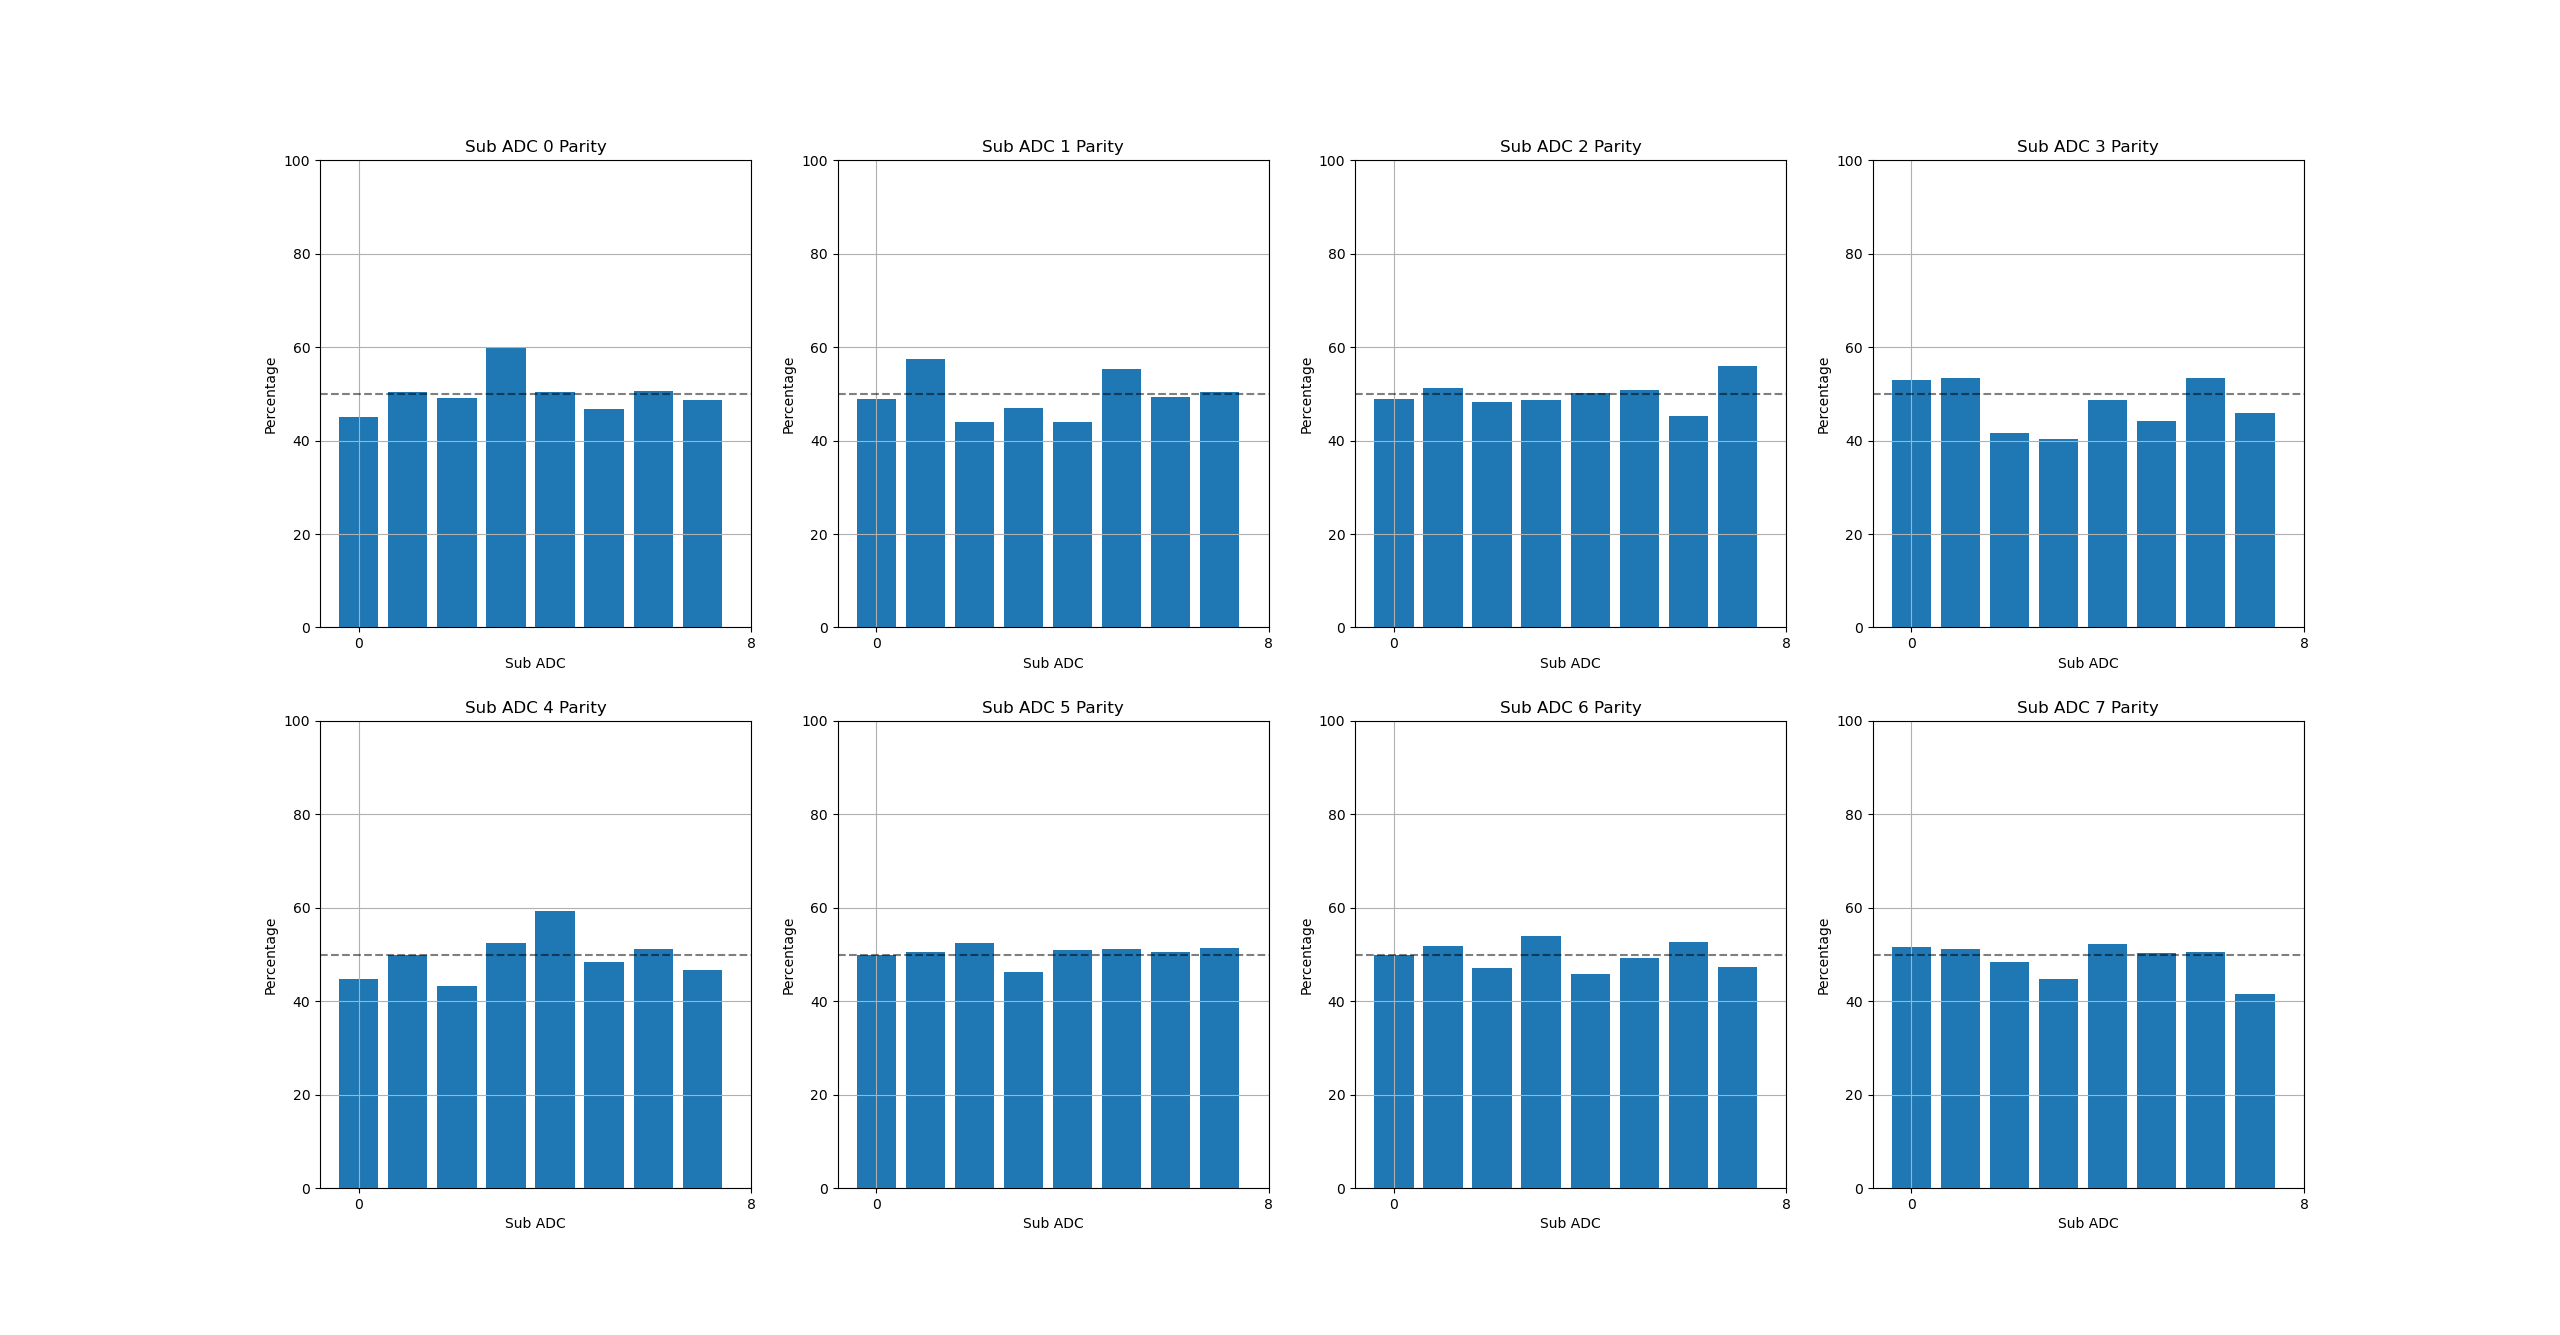 Sub ADC 0 Parity
100
80
60
40
20
0
Percentage
0 8
Sub ADC
Sub ADC 1 Parity
100
80
60
40
20
0
Percentage
0 8
Sub ADC
Sub ADC 2 Parity
100
80
60
40
20
0
Percentage
0 8
Sub ADC
Sub ADC 3 Parity
100
80
60
40
20
0
Percentage
0 8
Sub ADC
Sub ADC 4 Parity
100
80
60
40
20
0
Percentage
0 8
Sub ADC
Sub ADC 5 Parity
100
80
60
40
20
0
Percentage
0 8
Sub ADC
Sub ADC 6 Parity
100
80
60
40
20
0
Percentage
0 8
Sub ADC
Sub ADC 7 Parity
100
80
60
40
20
0
Percentage
0 8
Sub ADC